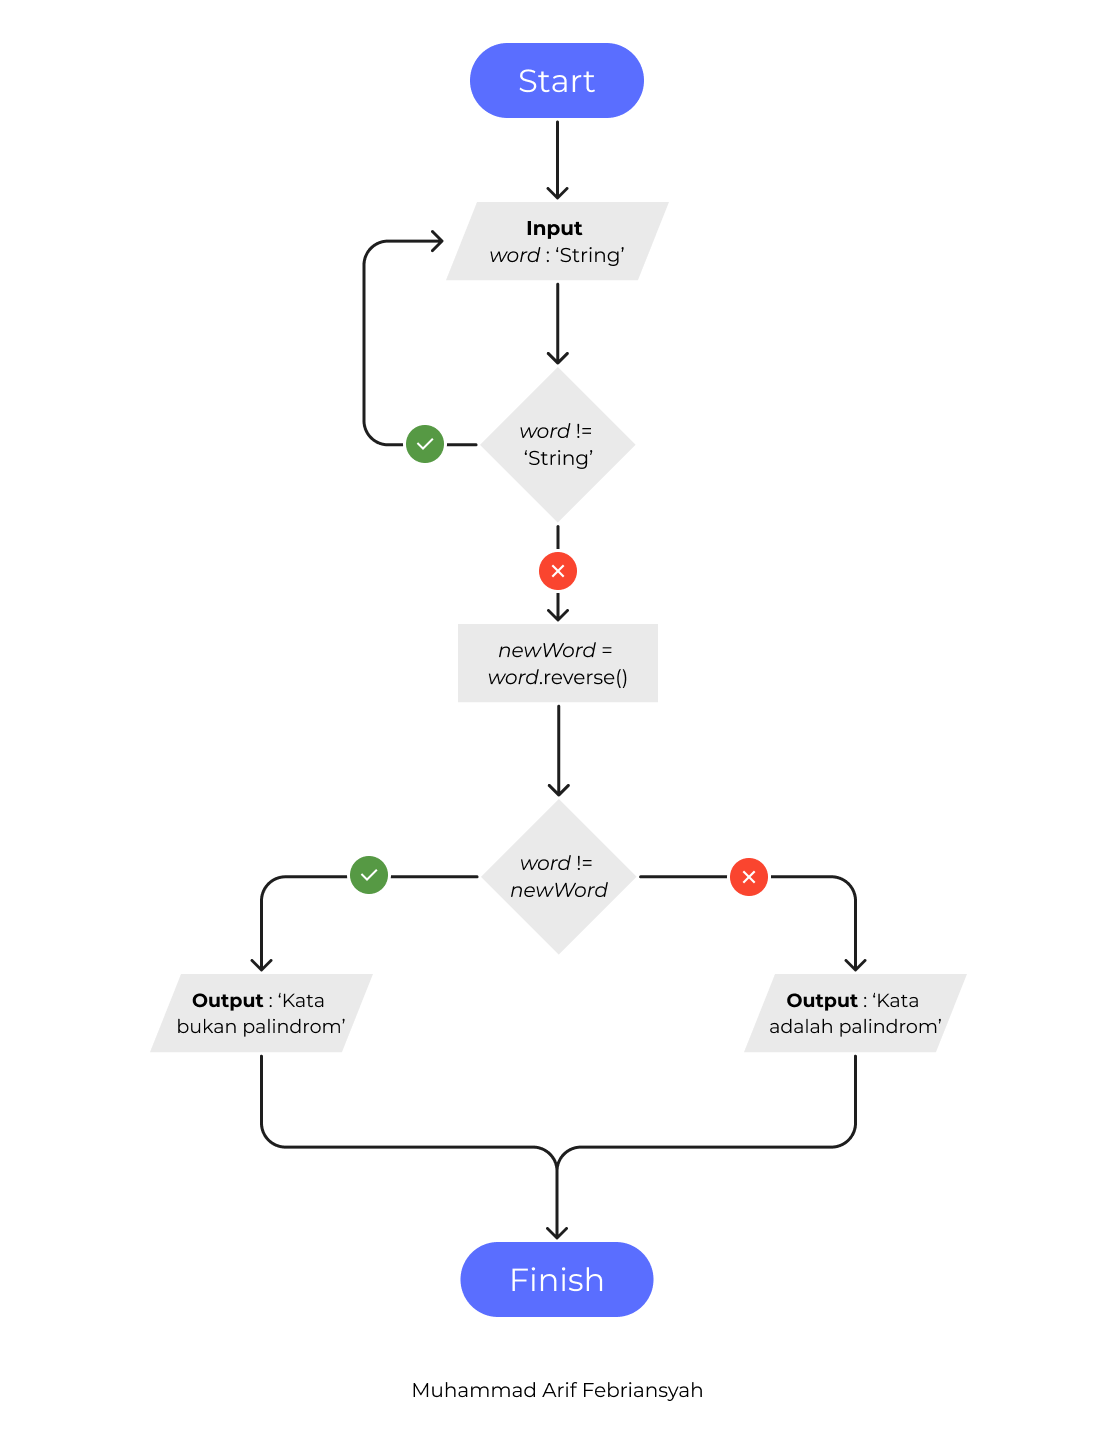 Start
Input
word : ‘String’
word !=
‘String’
newWord =
word.reverse()
word !=
newWord
Output : ‘Kata
bukan palindrom’
Output : ‘Kata
adalah palindrom’
Finish
Muhammad Arif Febriansyah